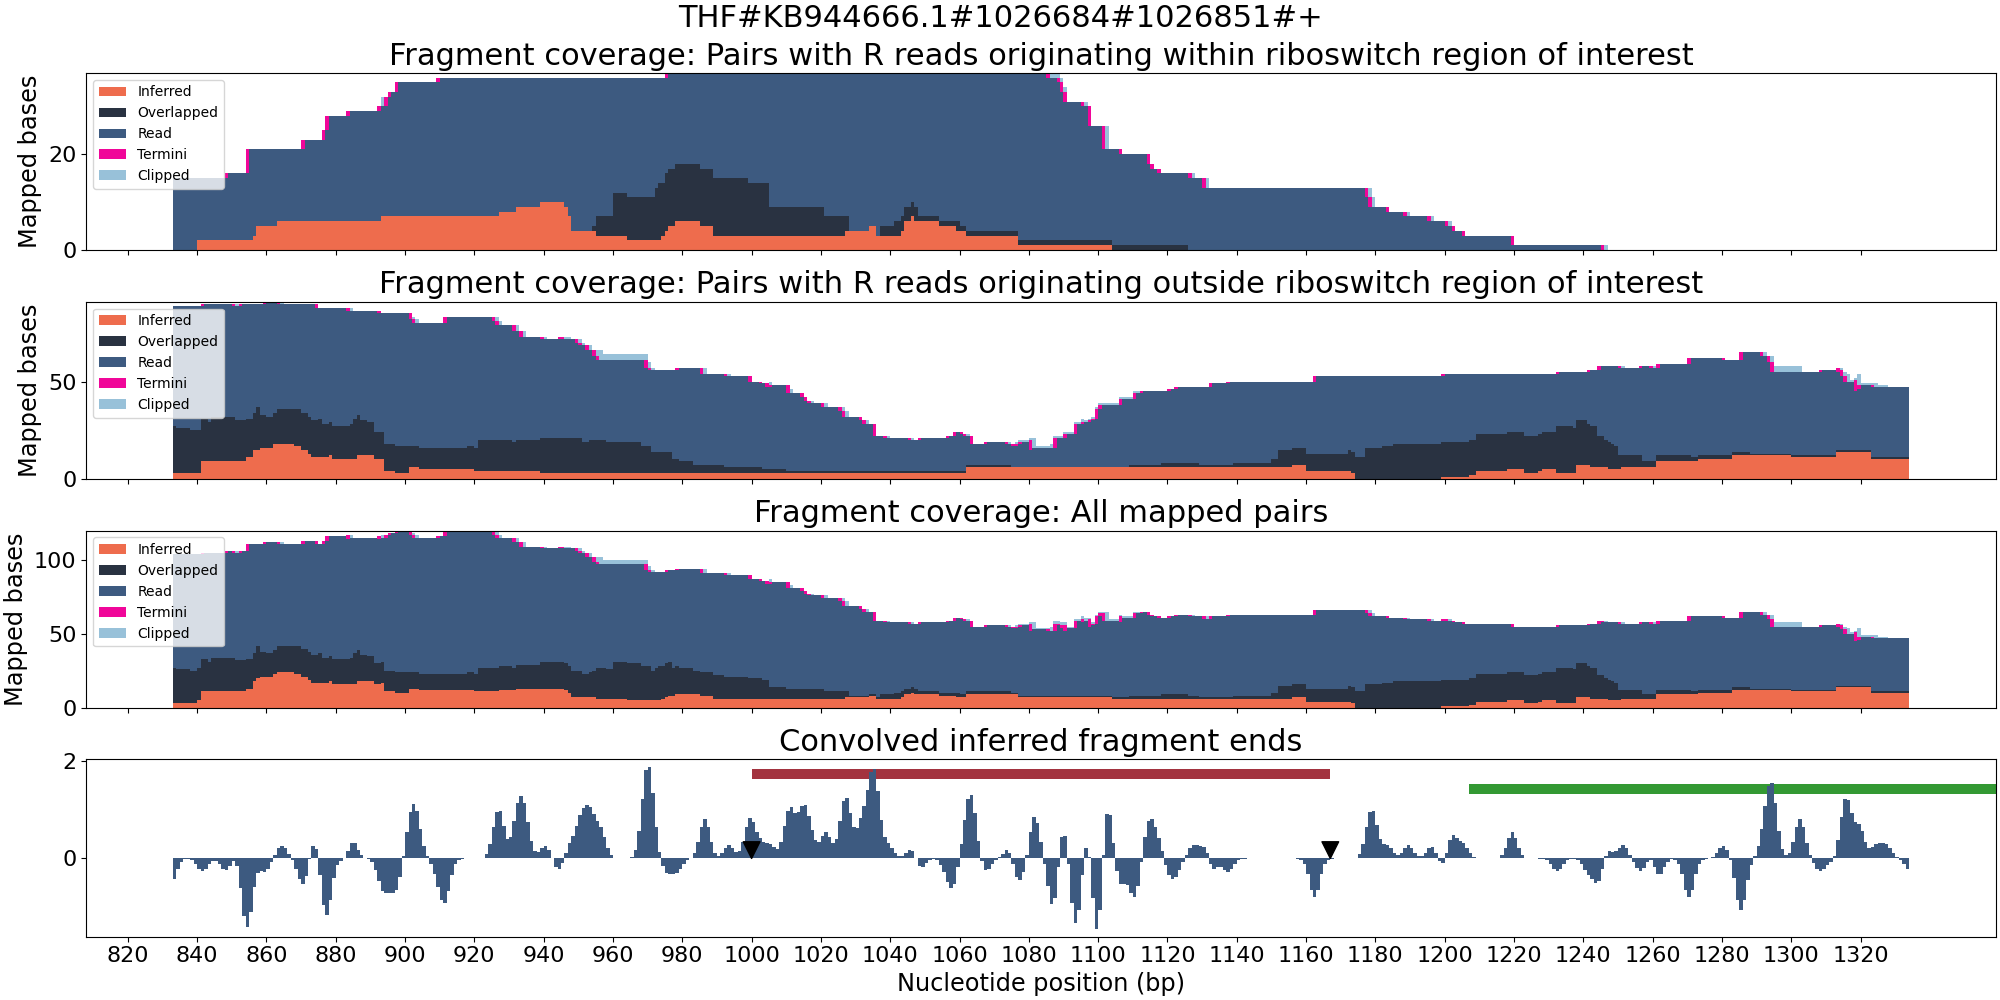 THF#KB944666.1#1026684#1026851#+
Fragment coverage: Pairs with R reads originating within riboswitch region of interest
Mapped bases
20
0
Inferred
Overlapped
Read
Termini
Clipped
Fragment coverage: Pairs with R reads originating outside riboswitch region of interest
Mapped bases
50
0
Inferred
Overlapped
Read
Termini
Clipped
Fragment coverage: All mapped pairs
Mapped bases
100
50
0
Inferred
Overlapped
Read
Termini
Clipped
Convolved inferred fragment ends
2
0
820 840 860 880 900 920 940 960 980 1000 1020 1040 1060 1080 1100 1120 1140 1160 1180 1200 1220 1240 1260 1280 1300 1320
Nucleotide position (bp)